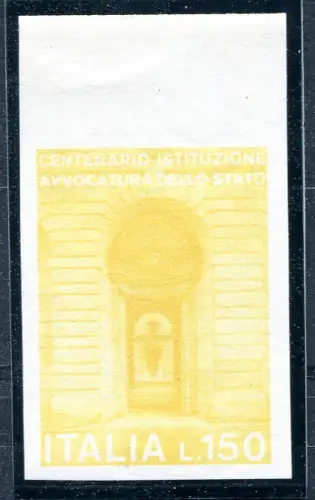 CENTENARIO ISTITUZIONE
AVVOCATURA DELLO STATO
ITALIA L.150